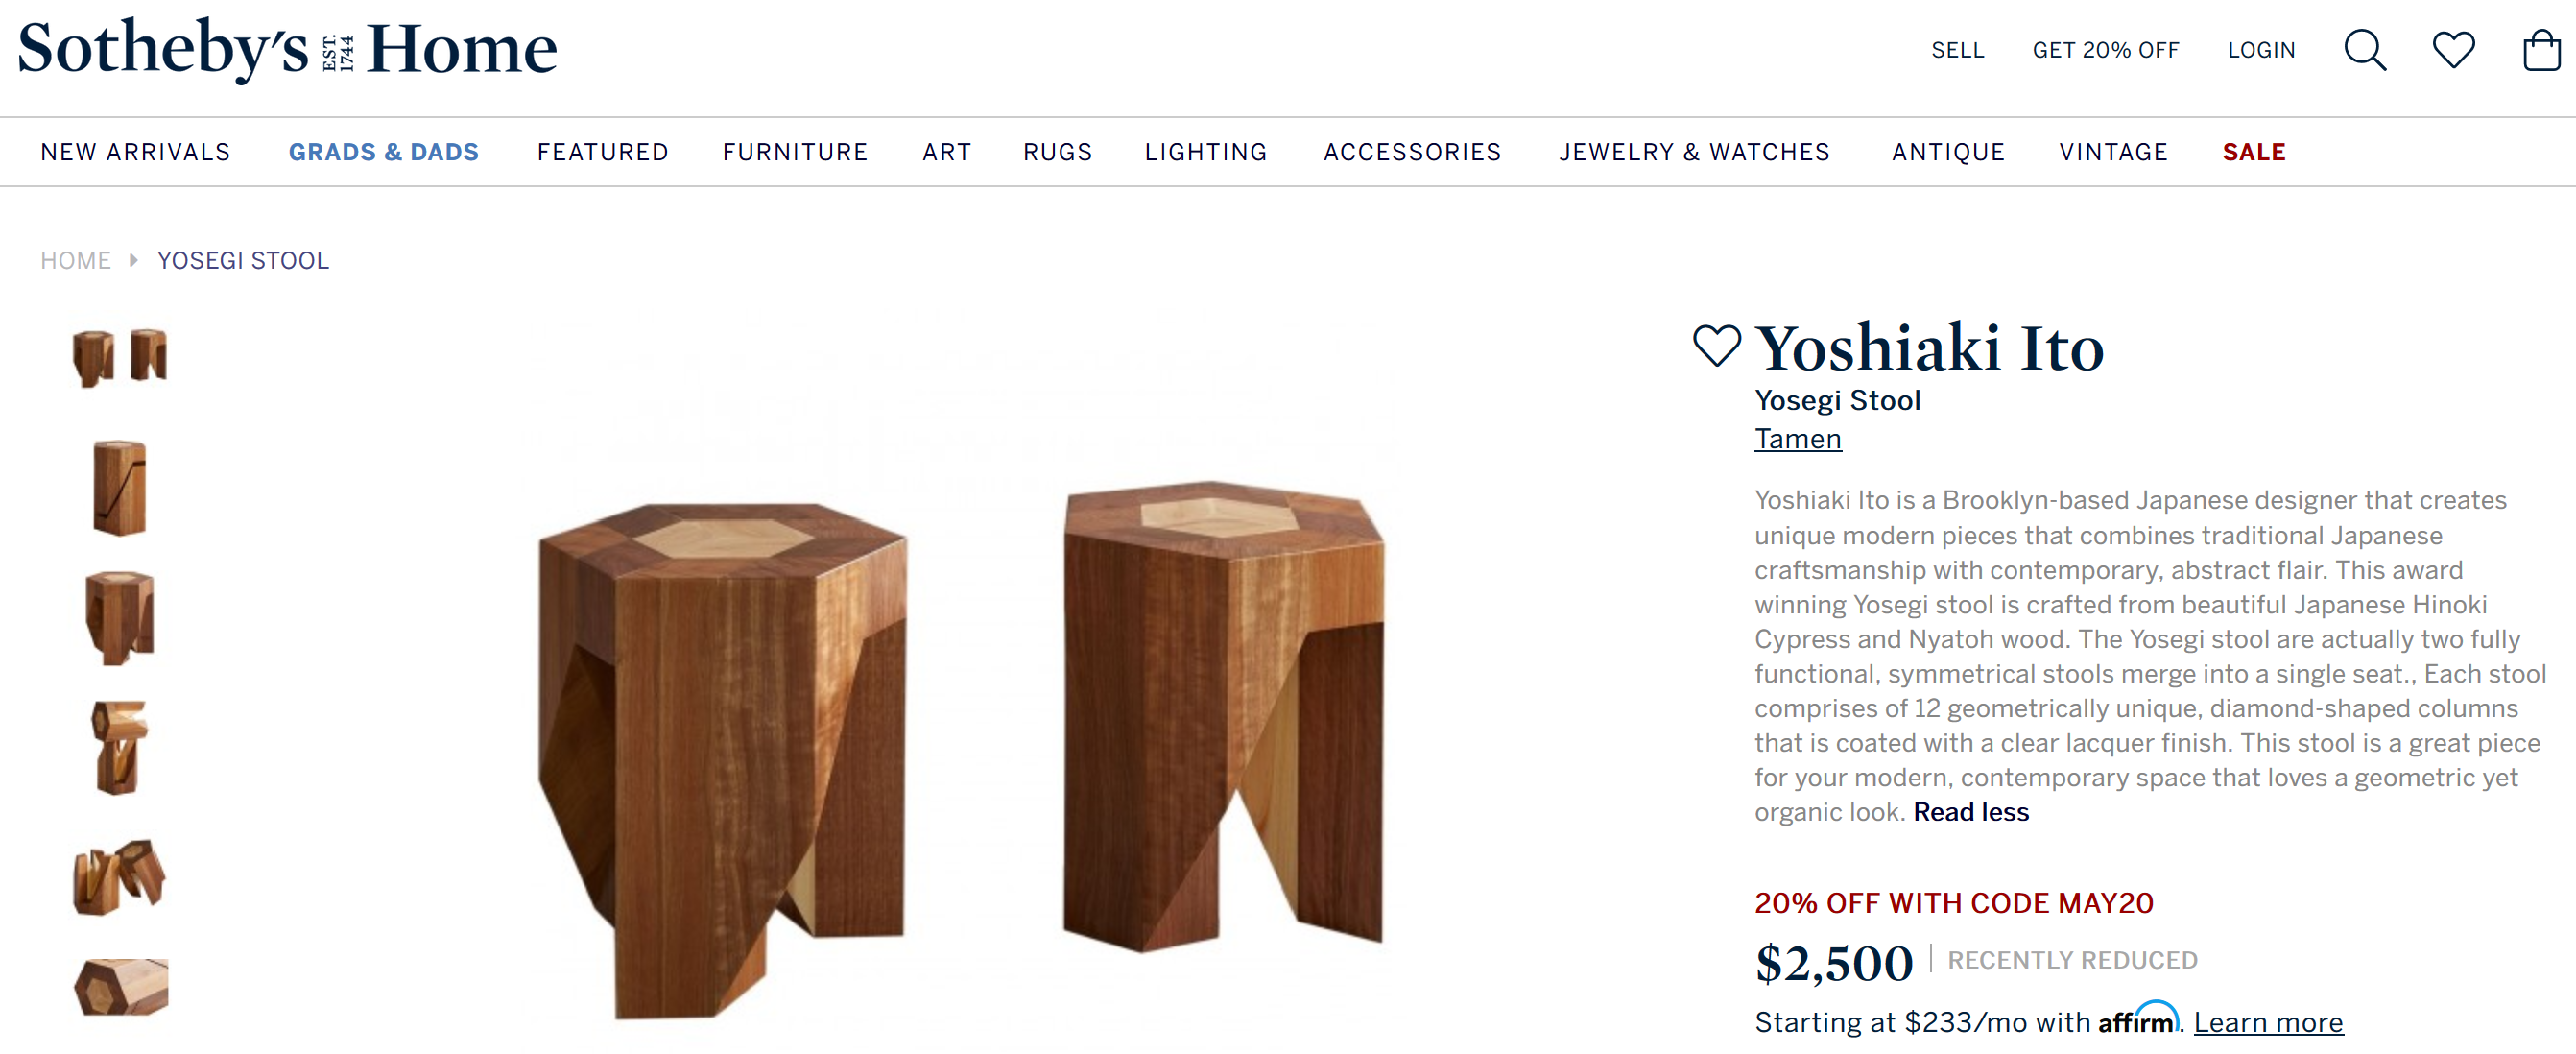 Sotheby's EST. 1744 Home
SELL GET 20% OFF LOGIN
NEW ARRIVALS GRADS & DADS FEATURED FURNITURE ART RUGS LIGHTING ACCESSORIES JEWELRY & WATCHES ANTIQUE VINTAGE SALE
HOME YOSEGI STOOL
Yoshiaki Ito
Yosegi Stool
Tamen
Yoshiaki Ito is a Brooklyn-based Japanese designer that creates
unique modern pieces that combines traditional Japanese
craftsmanship with contemporary, abstract flair. This award
winning Yosegi stool is crafted from beautiful Japanese Hinoki
Cypress and Nyatoh wood. The Yosegi stool are actually two fully
functional, symmetrical stools merge into a single seat., Each stool
comprises of 12 geometrically unique, diamond-shaped columns
that is coated with a clear lacquer finish. This stool is a great piece
for your modern, contemporary space that loves a geometric yet
organic look. Read less
20% OFF WITH CODE MAY20
$2,500 | RECENTLY REDUCED
Starting at $233/mo with affirm. Learn more